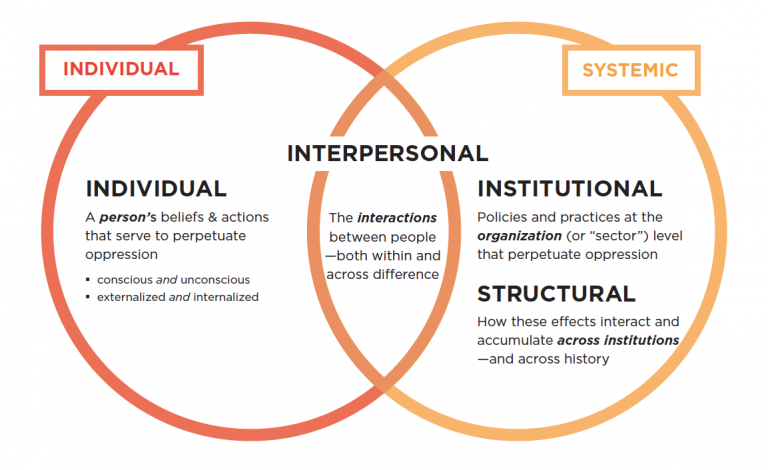 INDIVIDUAL
SYSTEMIC
INTERPERSONAL
INDIVIDUAL
A person's beliefs & actions
that serve to perpetuate
oppression
▪ conscious and unconscious
▪ externalized and internalized
The interactions
between people
—both within and
across difference
INSTITUTIONAL
Policies and practices at the
organization (or “sector”) level
that perpetuate oppression
STRUCTURAL
How these effects interact and
accumulate across institutions
—and across history